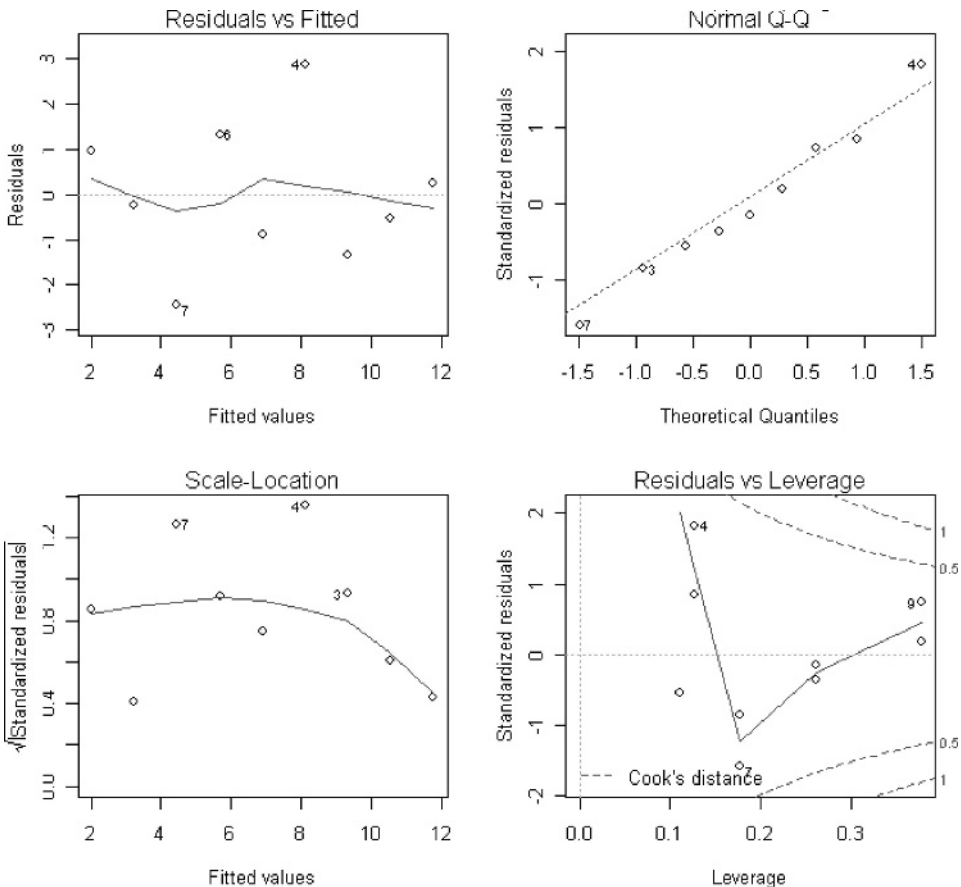 Residuals vs Fitted
Residuals
3
2
1
0
-1
-2
-3
4
6
7
2 4 6 8 10 12
Fitted values
Normal Q-Q
Standardized residuals
2
1
0
-1
4
3
7
-1.5 -1.0 -0.5 0.0 0.5 1.0 1.5
Theoretical Quantiles
Scale-Location
√|Standardized residuals|
1.2
0.8
0.4
0.0
7
4
3
2 4 6 8 10 12
Fitted values
Residuals vs Leverage
Standardized residuals
2
1
0
-1
-2
4
9
7
1
0.5
0.5
1
Cook's distance
0.0 0.1 0.2 0.3
Leverage